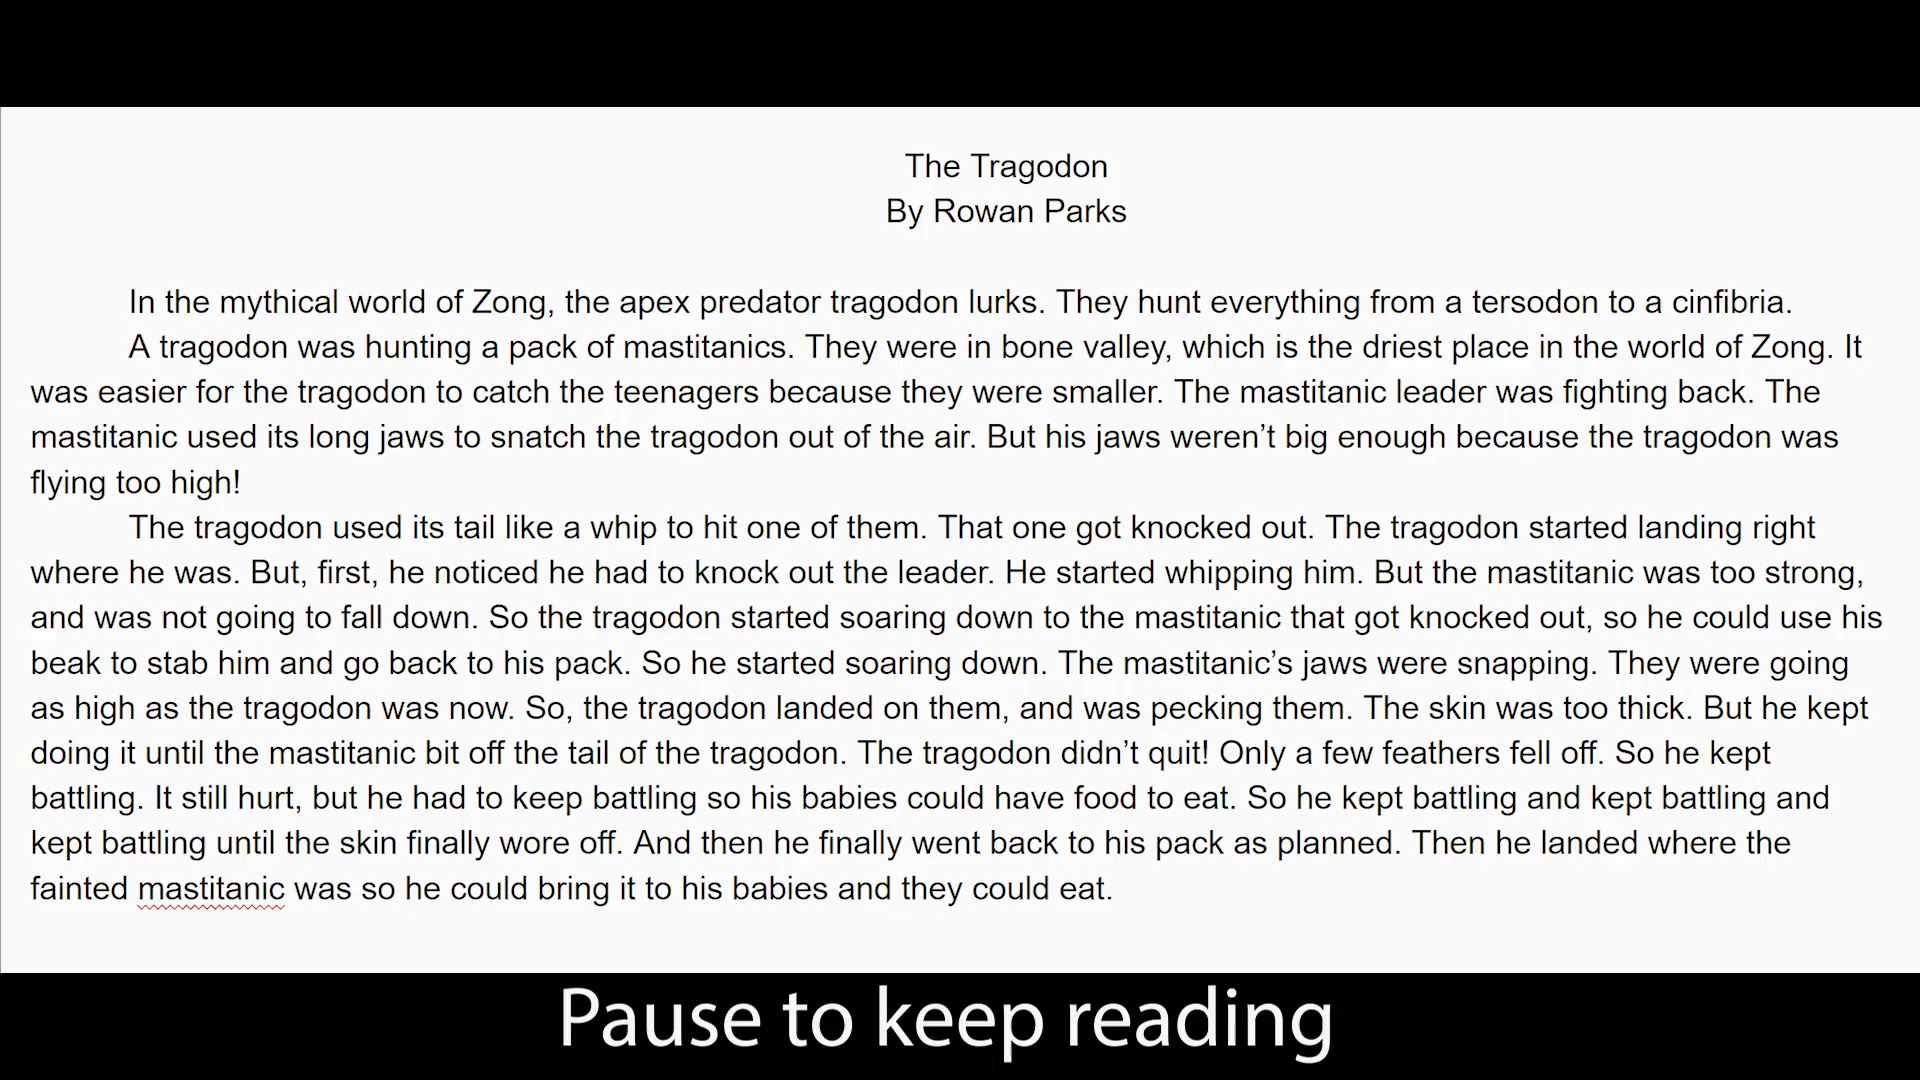 The Tragodon
By Rowan Parks
In the mythical world of Zong, the apex predator tragodon lurks. They hunt everything from a tersodon to a cinfibria.
A tragodon was hunting a pack of mastitanics. They were in bone valley, which is the driest place in the world of Zong. It
was easier for the tragodon to catch the teenagers because they were smaller. The mastitanic leader was fighting back. The
mastitanic used its long jaws to snatch the tragodon out of the air. But his jaws weren’t big enough because the tragodon was
flying too high!
The tragodon used its tail like a whip to hit one of them. That one got knocked out. The tragodon started landing right
where he was. But, first, he noticed he had to knock out the leader. He started whipping him. But the mastitanic was too strong,
and was not going to fall down. So the tragodon started soaring down to the mastitanic that got knocked out, so he could use his
beak to stab him and go back to his pack. So he started soaring down. The mastitanic’s jaws were snapping. They were going
as high as the tragodon was now. So, the tragodon landed on them, and was pecking them. The skin was too thick. But he kept
doing it until the mastitanic bit off the tail of the tragodon. The tragodon didn’t quit! Only a few feathers fell off. So he kept
battling. It still hurt, but he had to keep battling so his babies could have food to eat. So he kept battling and kept battling and
kept battling until the skin finally wore off. And then he finally went back to his pack as planned. Then he landed where the
fainted mastitanic was so he could bring it to his babies and they could eat.
Pause to keep reading